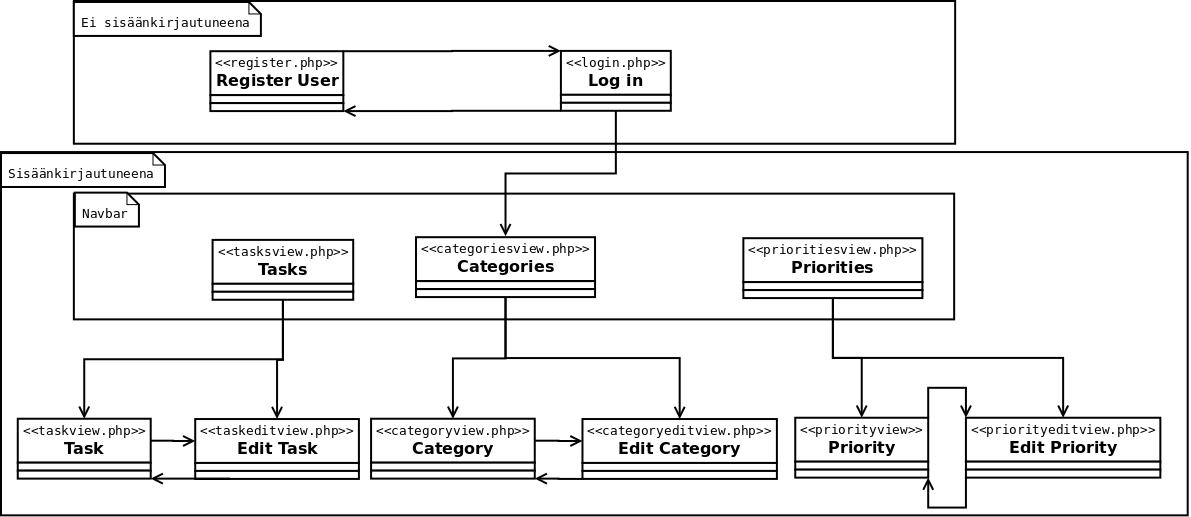 Ei sisäänkirjautuneena
<<register.php>>
Register User
<<login.php>>
Log in
Sisäänkirjautuneena
Navbar
<<tasksview.php>>
Tasks
<<categoriesview.php>>
Categories
<<prioritiesview.php>>
Priorities
<<taskview.php>>
Task
<<taskeditview.php>>
Edit Task
<<categoryview.php>>
Category
<<categoryeditview.php>>
Edit Category
<<priorityview>>
Priority
<<priorityeditview.php>>
Edit Priority